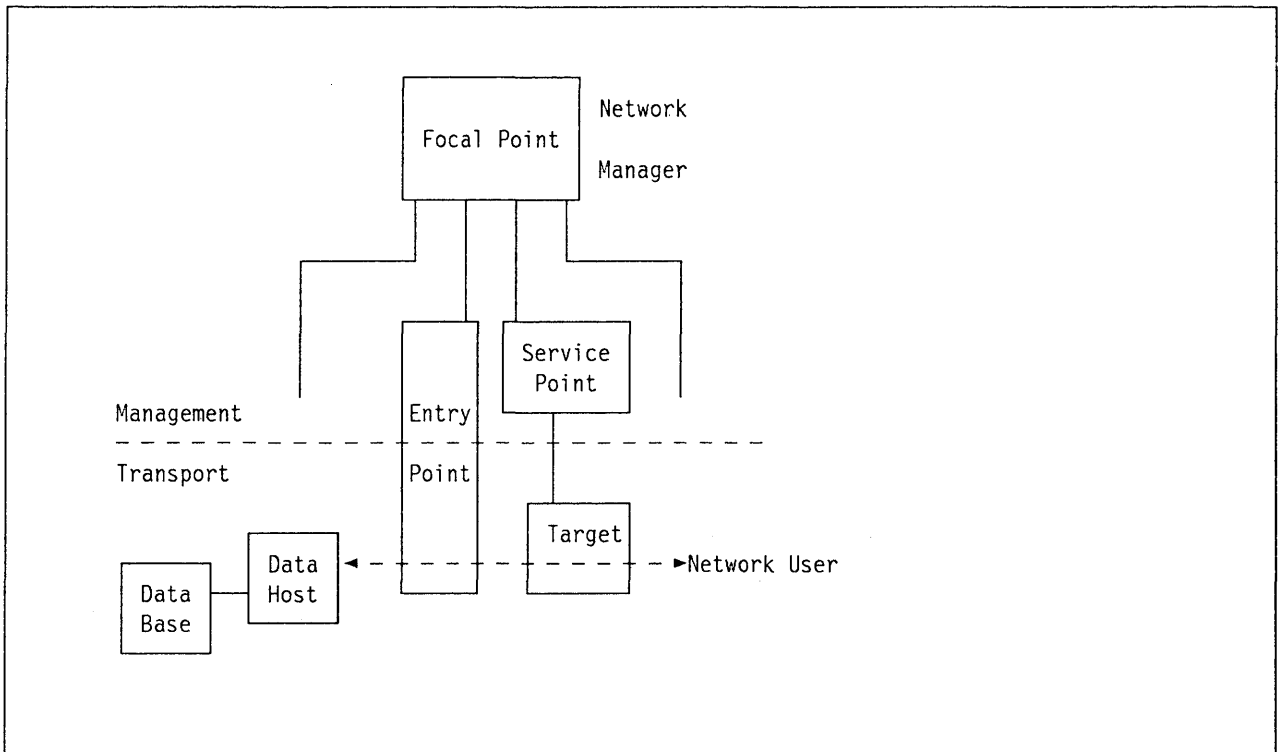 Focal Point
Network
Manager
Service
Point
Management
Entry
Transport
Point
Target
Data
Host
Network User
Data
Base